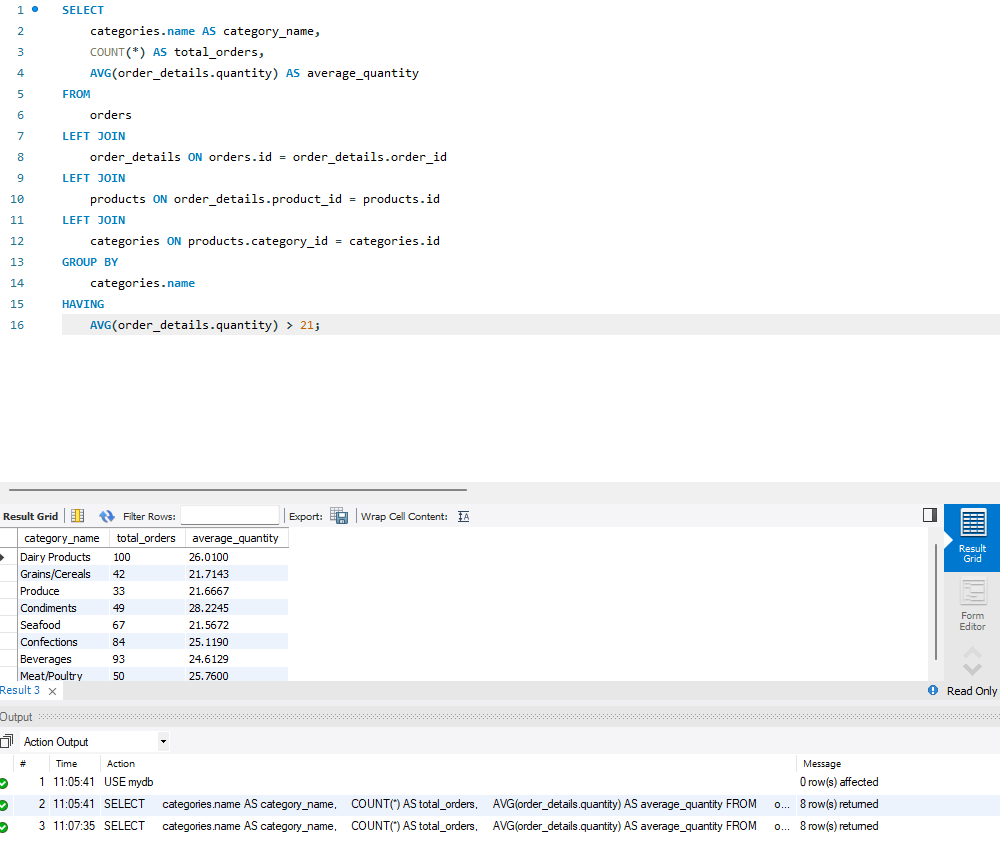 1 SELECT
2 categories.name AS category_name,
3 COUNT(*) AS total_orders,
4 AVG(order_details.quantity) AS average_quantity
5 FROM
6 orders
7 LEFT JOIN
8 order_details ON orders.id = order_details.order_id
9 LEFT JOIN
10 products ON order_details.product_id = products.id
11 LEFT JOIN
12 categories ON products.category_id = categories.id
13 GROUP BY
14 categories.name
15 HAVING
16 AVG(order_details.quantity) > 21;
Result Grid Filter Rows: Export: Wrap Cell Content:
category_name total_orders average_quantity
Dairy Products 100 26.0100
Grains/Cereals 42 21.7143
Produce 33 21.6667
Condiments 49 28.2245
Seafood 67 21.5672
Confections 84 25.1190
Beverages 93 24.6129
Meat/Poultry 50 25.7600
Result
Grid
Form
Editor
Result 3 Read Only
Output
Action Output
# Time Action Message
1 11:05:41 USE mydb 0 row(s) affected
2 11:05:41 SELECT categories.name AS category_name, COUNT(*) AS total_orders, AVG(order_details.quantity) AS average_quantity FROM o... 8 row(s) returned
3 11:07:35 SELECT categories.name AS category_name, COUNT(*) AS total_orders, AVG(order_details.quantity) AS average_quantity FROM o... 8 row(s) returned